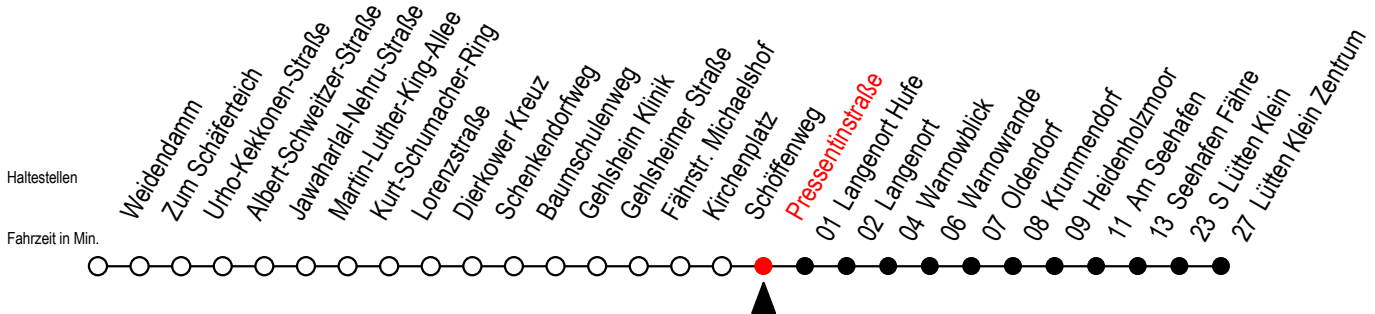 Haltestellen
Fahrzeit in Min.
Weidendamm
Zum Schäferteich
Urho-Kekkonen-Straße
Albert-Schweitzer-Straße
Jawaharlal-Nehru-Straße
Martin-Luther-King-Allee
Kurt-Schumacher-Ring
Lorenzstraße
Dierkower Kreuz
Schenkendorfweg
Baumschulenweg
Gehlsheim Klinik
Gehlsheimer Straße
Fährstr. Michaelshof
Kirchenplatz
Schöffenweg
Pressentinstraße
01 Langenort Hufe
02 Langenort
04 Warnowblick
06 Warnowrande
07 Oldendorf
08 Krummendorf
09 Heidenholzmoor
11 Am Seehafen
13 Seehafen Fähre
23 S Lütten Klein
27 Lütten Klein Zentrum